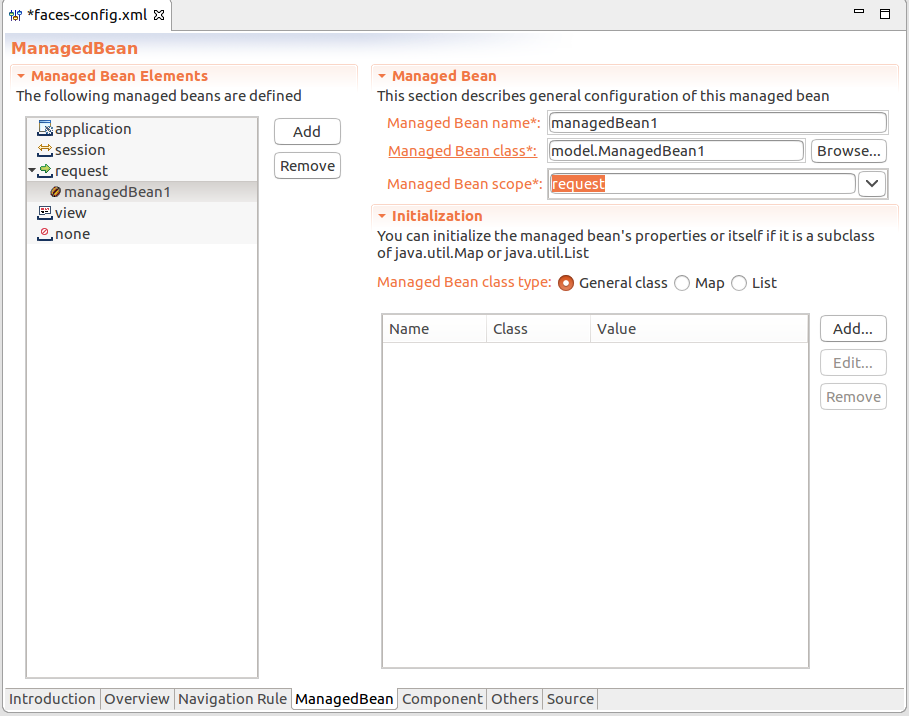 *faces-config.xml
ManagedBean
Managed Bean Elements
The following managed beans are defined
application
session
request
managedBean1
view
none
Add
Remove
Managed Bean
This section describes general configuration of this managed bean
Managed Bean name*: managedBean1
Managed Bean class*: model.ManagedBean1 Browse...
Managed Bean scope*: request
Initialization
You can initialize the managed bean's properties or itself if it is a subclass
of java.util.Map or java.util.List
Managed Bean class type: General class Map List
Name Class Value
Add...
Edit...
Remove
Introduction Overview Navigation Rule ManagedBean Component Others Source